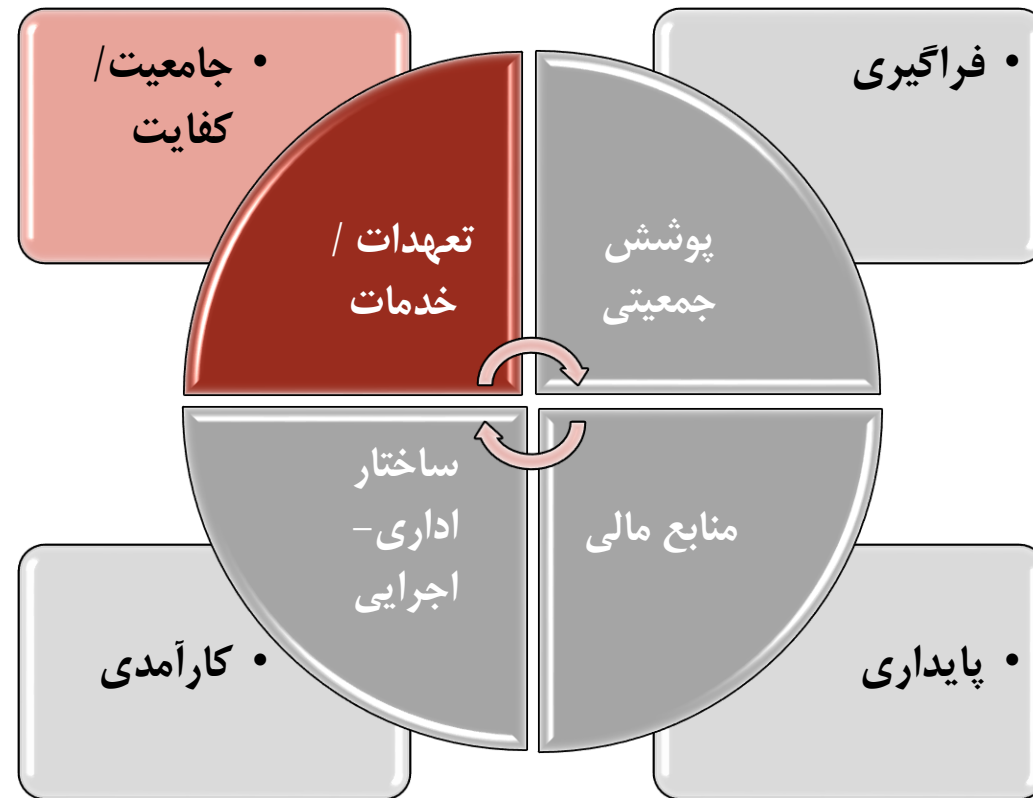 • فراگیری
• جامعیت/
کفایت
پوشش
جمعیتی
تعهدات /
خدمات
منابع مالی
ساختار
اداری-
اجرایی
• پایداری
• کارآمدی